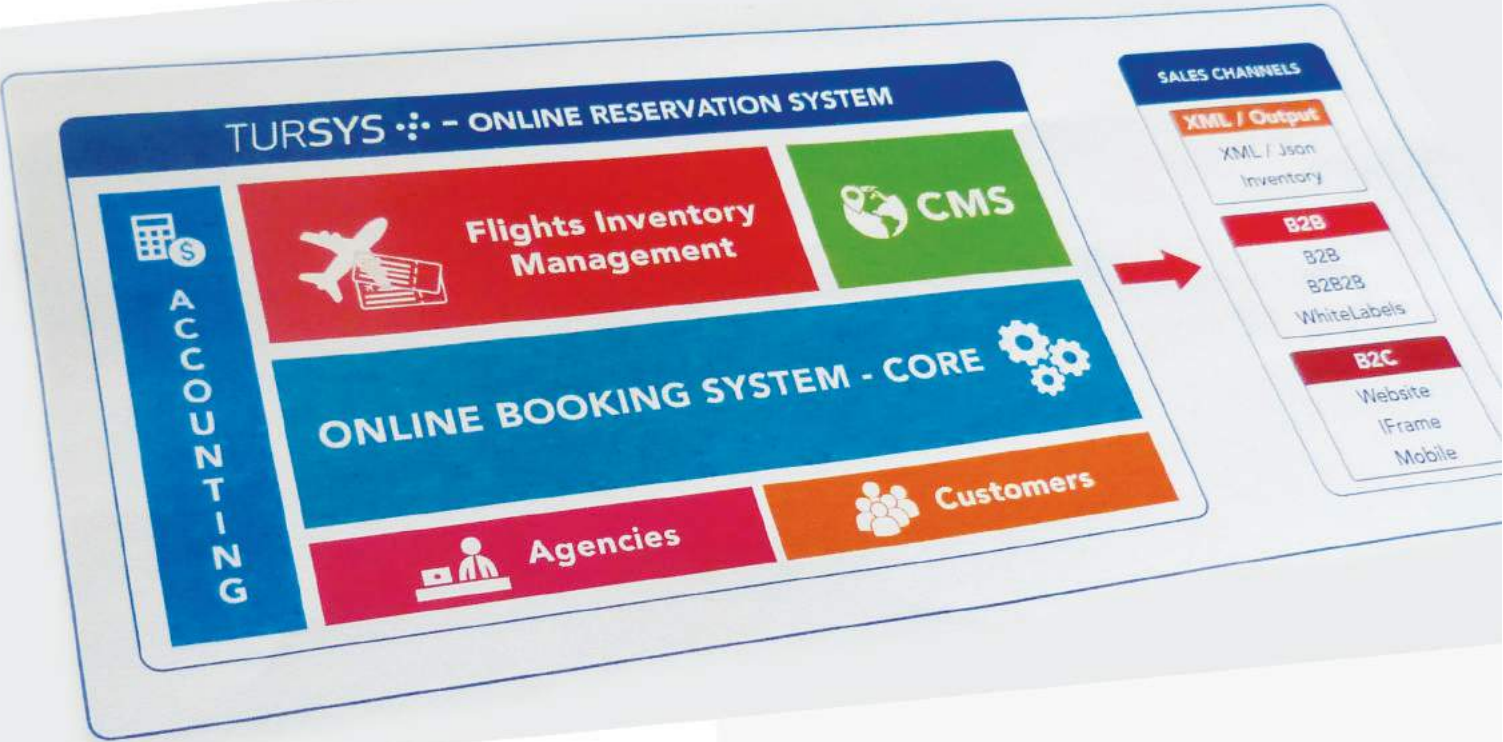 TURSYS - ONLINE RESERVATION SYSTEM
ACCOUNTING
Flights Inventory
Management
CMS
ONLINE BOOKING SYSTEM - CORE
Agencies
Customers
SALES CHANNELS
XML / Output
XML / Json
Inventory
B2B
B2B
B2B2B
WhiteLabels
B2C
Website
IFrame
Mobile